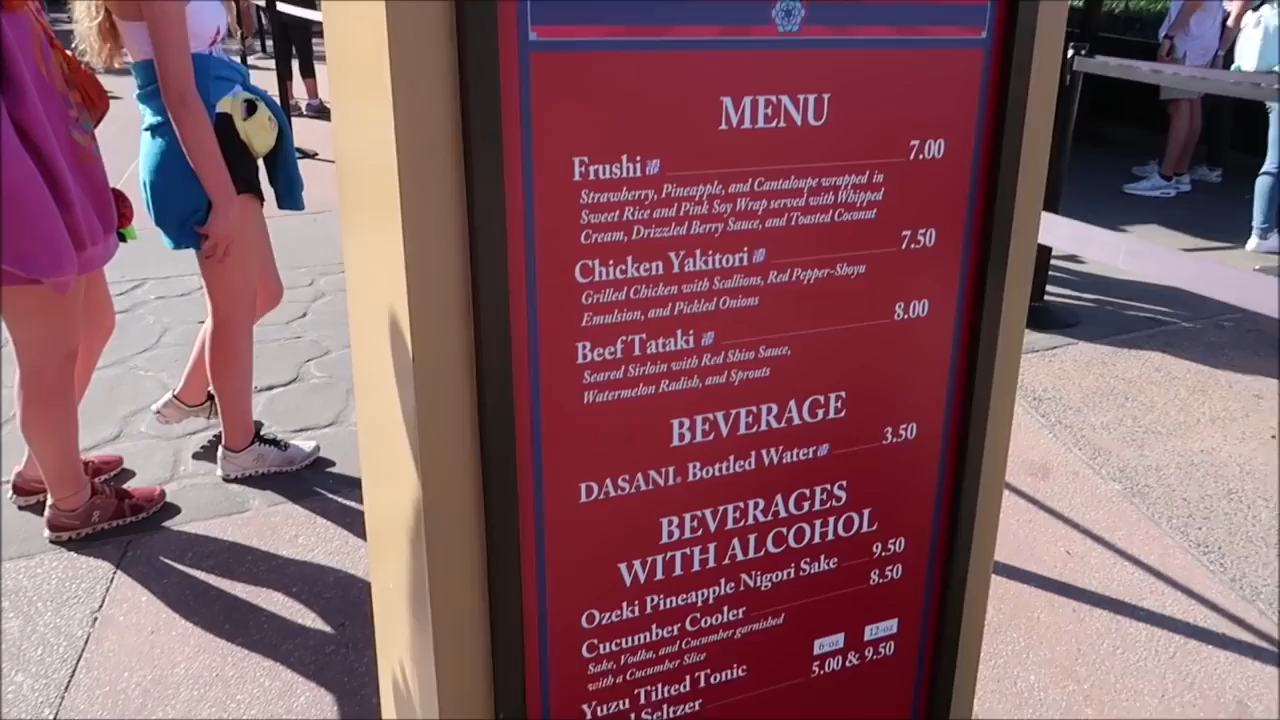 MENU
Frushi 7.00
Strawberry, Pineapple, and Cantaloupe wrapped in
Sweet Rice and Pink Soy Wrap served with Whipped
Cream, Drizzled Berry Sauce, and Toasted Coconut
Chicken Yakitori 7.50
Grilled Chicken with Scallions, Red Pepper-Shoyu
Emulsion, and Pickled Onions
Beef Tataki 8.00
Seared Sirloin with Red Shiso Sauce,
Watermelon Radish, and Sprouts
BEVERAGE
DASANI® Bottled Water 3.50
BEVERAGES
WITH ALCOHOL
Ozeki Pineapple Nigori Sake 9.50
Cucumber Cooler 8.50
Sake, Vodka, and Cucumber garnished
with a Cucumber Slice
6-oz 12-oz
Yuzu Tilted Tonic 5.00 & 9.50
Seltzer